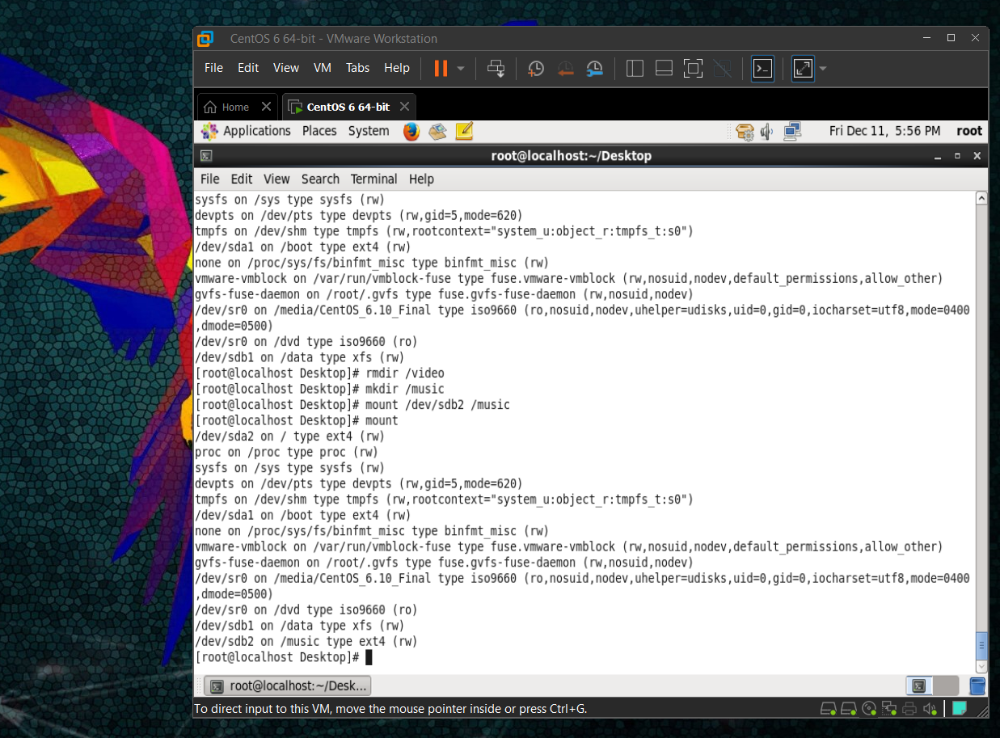 CentOS 6 64-bit - VMware Workstation
File Edit View VM Tabs Help
Home CentOS 6 64-bit
Applications Places System Fri Dec 11, 5:56 PM root
root@localhost:~/Desktop
File Edit View Search Terminal Help
sysfs on /sys type sysfs (rw)
devpts on /dev/pts type devpts (rw,gid=5,mode=620)
tmpfs on /dev/shm type tmpfs (rw,rootcontext="system_u:object_r:tmpfs_t:s0")
/dev/sda1 on /boot type ext4 (rw)
none on /proc/sys/fs/binfmt_misc type binfmt_misc (rw)
vmware-vmblock on /var/run/vmblock-fuse type fuse.vmware-vmblock (rw,nosuid,nodev,default_permissions,allow_other)
gvfs-fuse-daemon on /root/.gvfs type fuse.gvfs-fuse-daemon (rw,nosuid,nodev)
/dev/sr0 on /media/CentOS_6.10_Final type iso9660 (ro,nosuid,nodev,uhelper=udisks,uid=0,gid=0,iocharset=utf8,mode=0400
,dmode=0500)
/dev/sr0 on /dvd type iso9660 (ro)
/dev/sdb1 on /data type xfs (rw)
[root@localhost Desktop]# rmdir /video
[root@localhost Desktop]# mkdir /music
[root@localhost Desktop]# mount /dev/sdb2 /music
[root@localhost Desktop]# mount
/dev/sda2 on / type ext4 (rw)
proc on /proc type proc (rw)
sysfs on /sys type sysfs (rw)
devpts on /dev/pts type devpts (rw,gid=5,mode=620)
tmpfs on /dev/shm type tmpfs (rw,rootcontext="system_u:object_r:tmpfs_t:s0")
/dev/sda1 on /boot type ext4 (rw)
none on /proc/sys/fs/binfmt_misc type binfmt_misc (rw)
vmware-vmblock on /var/run/vmblock-fuse type fuse.vmware-vmblock (rw,nosuid,nodev,default_permissions,allow_other)
gvfs-fuse-daemon on /root/.gvfs type fuse.gvfs-fuse-daemon (rw,nosuid,nodev)
/dev/sr0 on /media/CentOS_6.10_Final type iso9660 (ro,nosuid,nodev,uhelper=udisks,uid=0,gid=0,iocharset=utf8,mode=0400
,dmode=0500)
/dev/sr0 on /dvd type iso9660 (ro)
/dev/sdb1 on /data type xfs (rw)
/dev/sdb2 on /music type ext4 (rw)
[root@localhost Desktop]#
root@localhost:~/Desk...
To direct input to this VM, move the mouse pointer inside or press Ctrl+G.